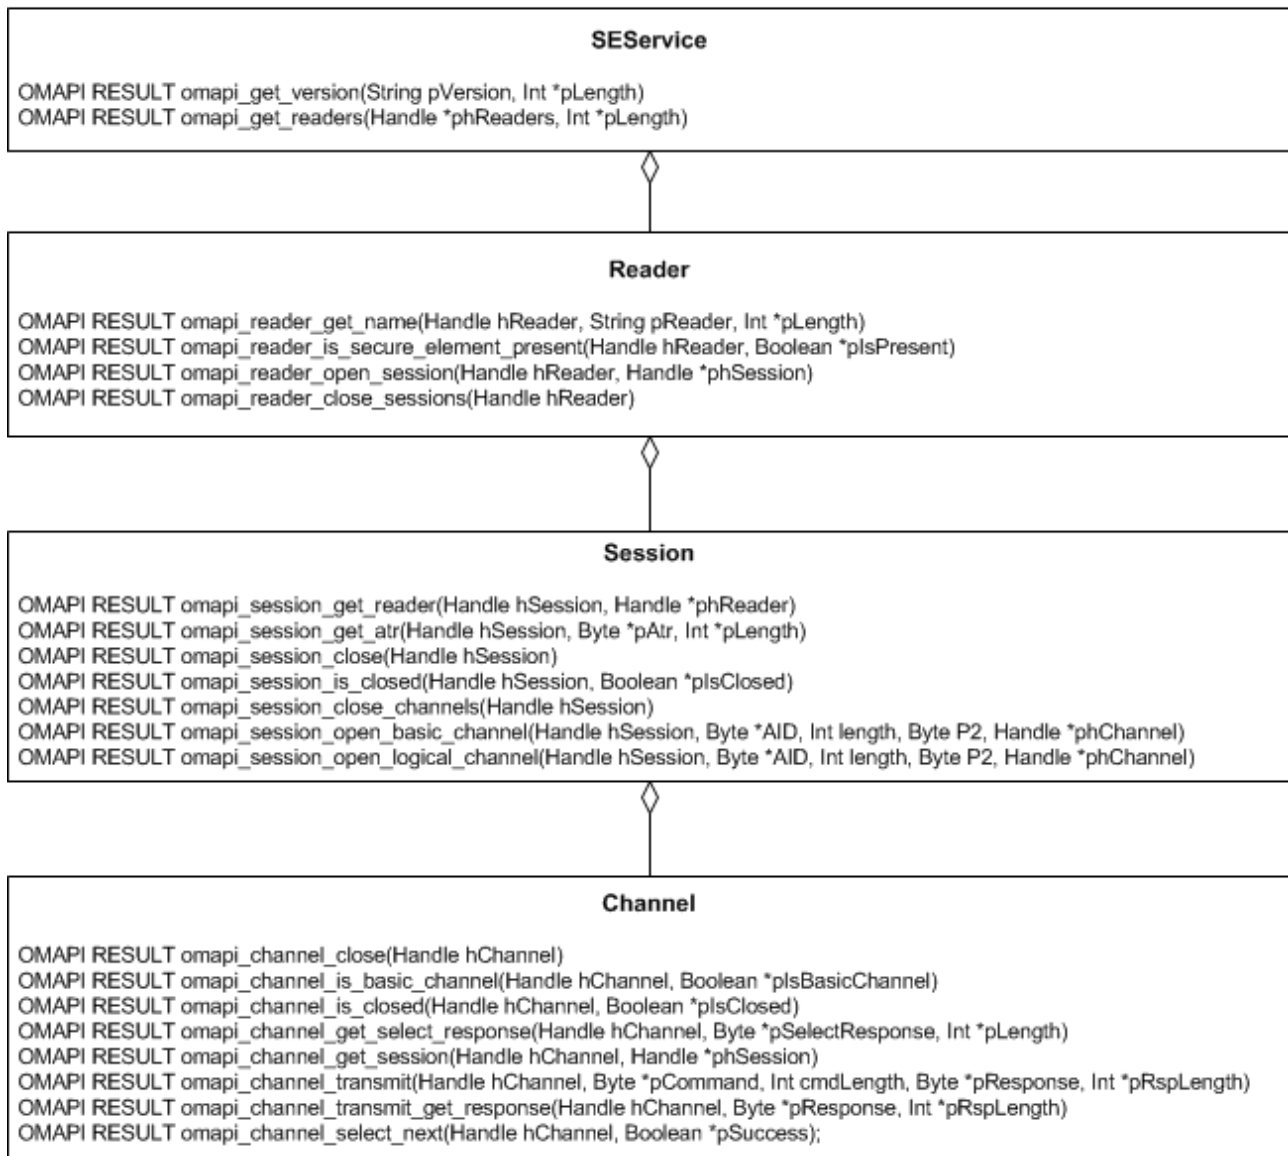 SEService
OMAPI RESULT omapi_get_version(String pVersion, Int *pLength)
OMAPI RESULT omapi_get_readers(Handle *phReaders, Int *pLength)
Reader
OMAPI RESULT omapi_reader_get_name(Handle hReader, String pReader, Int *pLength)
OMAPI RESULT omapi_reader_is_secure_element_present(Handle hReader, Boolean *pIsPresent)
OMAPI RESULT omapi_reader_open_session(Handle hReader, Handle *phSession)
OMAPI RESULT omapi_reader_close_sessions(Handle hReader)
Session
OMAPI RESULT omapi_session_get_reader(Handle hSession, Handle *phReader)
OMAPI RESULT omapi_session_get_atr(Handle hSession, Byte *pAtr, Int *pLength)
OMAPI RESULT omapi_session_close(Handle hSession)
OMAPI RESULT omapi_session_is_closed(Handle hSession, Boolean *pIsClosed)
OMAPI RESULT omapi_session_close_channels(Handle hSession)
OMAPI RESULT omapi_session_open_basic_channel(Handle hSession, Byte *AID, Int length, Byte P2, Handle *phChannel)
OMAPI RESULT omapi_session_open_logical_channel(Handle hSession, Byte *AID, Int length, Byte P2, Handle *phChannel)
Channel
OMAPI RESULT omapi_channel_close(Handle hChannel)
OMAPI RESULT omapi_channel_is_basic_channel(Handle hChannel, Boolean *pIsBasicChannel)
OMAPI RESULT omapi_channel_is_closed(Handle hChannel, Boolean *pIsClosed)
OMAPI RESULT omapi_channel_get_select_response(Handle hChannel, Byte *pSelectResponse, Int *pLength)
OMAPI RESULT omapi_channel_get_session(Handle hChannel, Handle *phSession)
OMAPI RESULT omapi_channel_transmit(Handle hChannel, Byte *pCommand, Int cmdLength, Byte *pResponse, Int *pRspLength)
OMAPI RESULT omapi_channel_transmit_get_response(Handle hChannel, Byte *pResponse, Int *pRspLength)
OMAPI RESULT omapi_channel_select_next(Handle hChannel, Boolean *pSuccess);